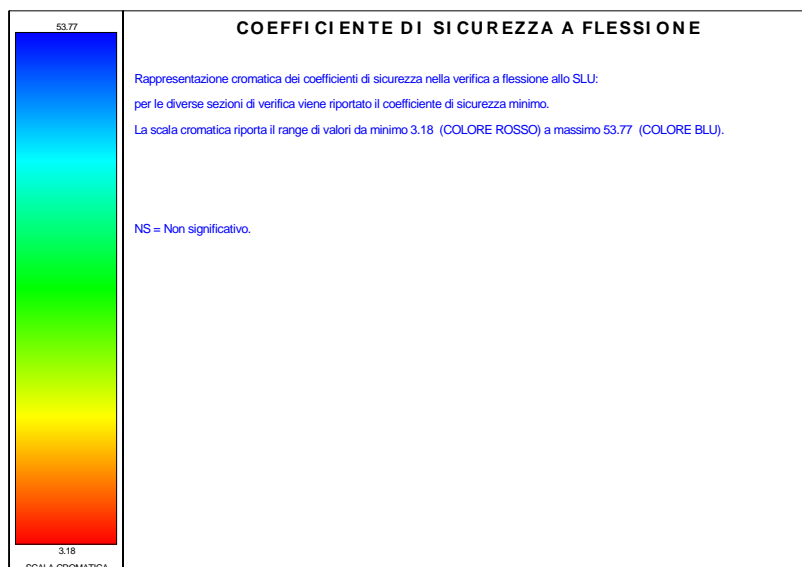 53.77
COEFFICIENTE DI SICUREZZA A FLESSIONE
Rappresentazione cromatica dei coefficienti di sicurezza nella verifica a flessione allo SLU:
per le diverse sezioni di verifica viene riportato il coefficiente di sicurezza minimo.
La scala cromatica riporta il range di valori da minimo 3.18 (COLORE ROSSO) a massimo 53.77 (COLORE BLU).
NS = Non significativo.
3.18
SCALA CROMATICA